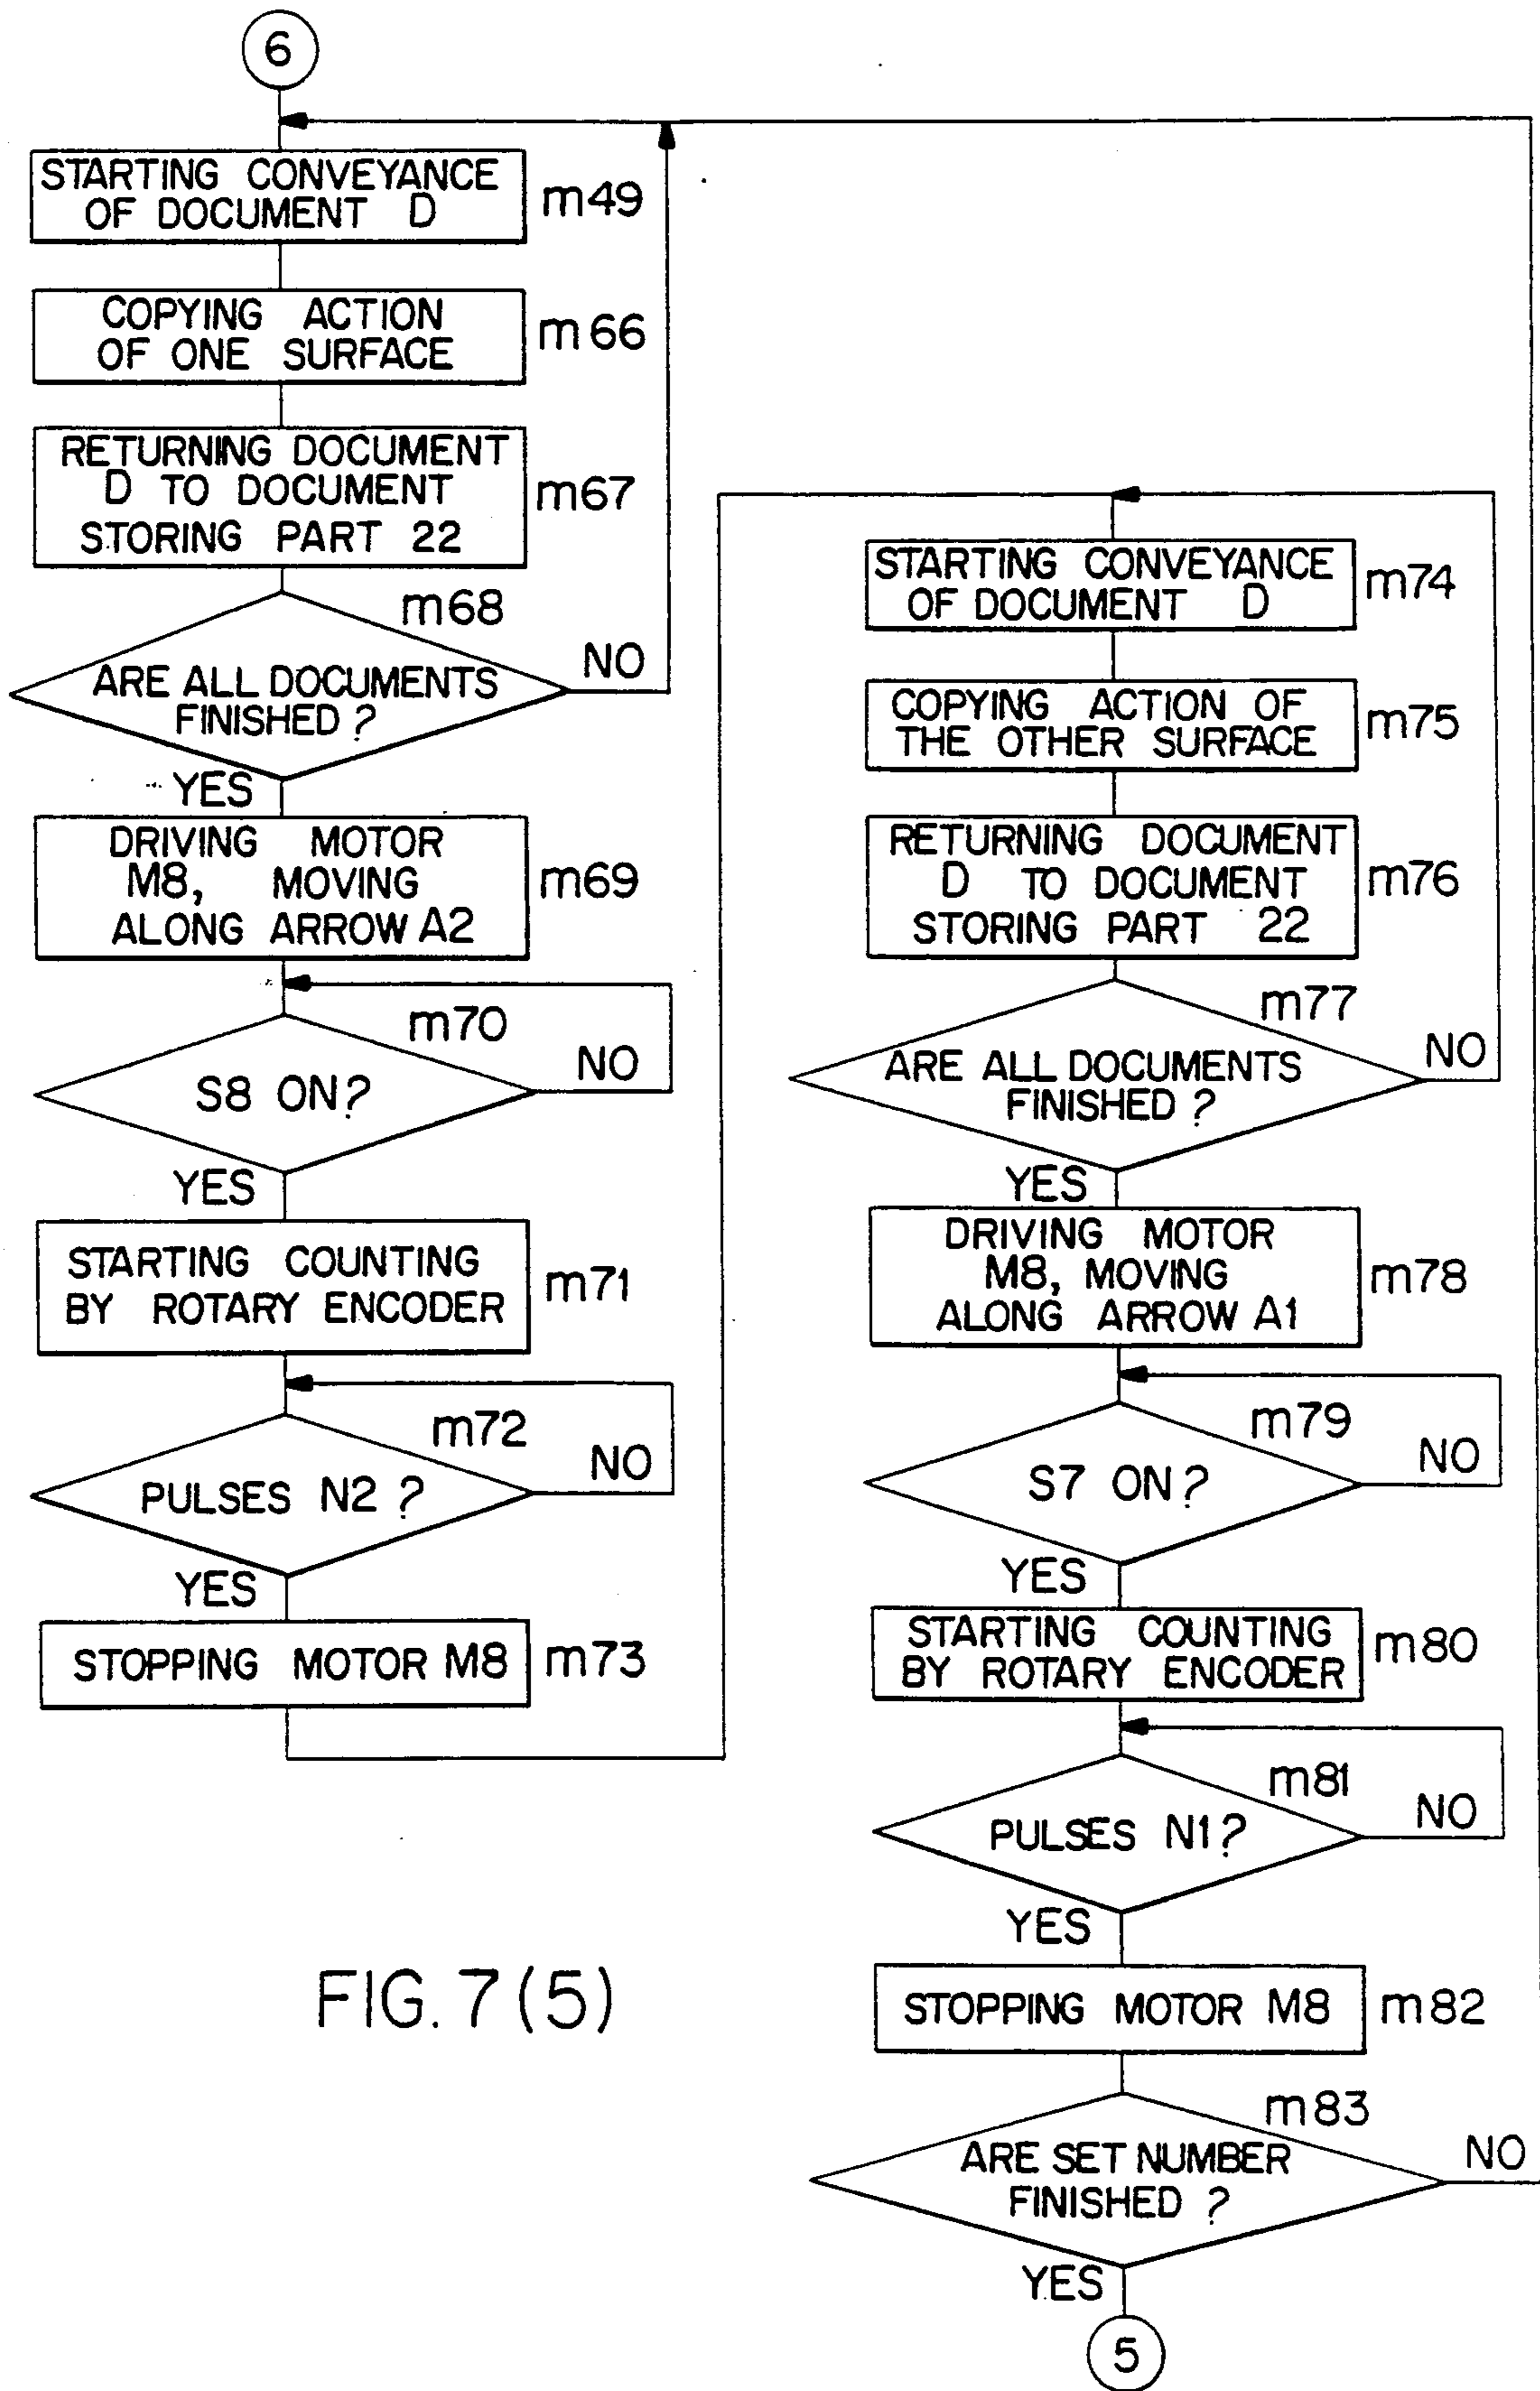 6
STARTING CONVEYANCE
OF DOCUMENT D
m49
COPYING ACTION
OF ONE SURFACE
m66
RETURNING DOCUMENT
D TO DOCUMENT
STORING PART 22
m67
m68
ARE ALL DOCUMENTS
FINISHED?
NO
YES
DRIVING MOTOR
M8, MOVING
ALONG ARROW A2
m69
m70
S8 ON?
NO
YES
STARTING COUNTING
BY ROTARY ENCODER
m71
m72
PULSES N2?
NO
YES
STOPPING MOTOR M8
m73
STARTING CONVEYANCE
OF DOCUMENT D
m74
COPYING ACTION OF
THE OTHER SURFACE
m75
RETURNING DOCUMENT
D TO DOCUMENT
STORING PART 22
m76
m77
ARE ALL DOCUMENTS
FINISHED?
NO
YES
DRIVING MOTOR
M8, MOVING
ALONG ARROW A1
m78
m79
S7 ON?
NO
YES
STARTING COUNTING
BY ROTARY ENCODER
m80
m81
PULSES N1?
NO
YES
STOPPING MOTOR M8
m82
m83
ARE SET NUMBER
FINISHED?
NO
YES
5
FIG. 7(5)